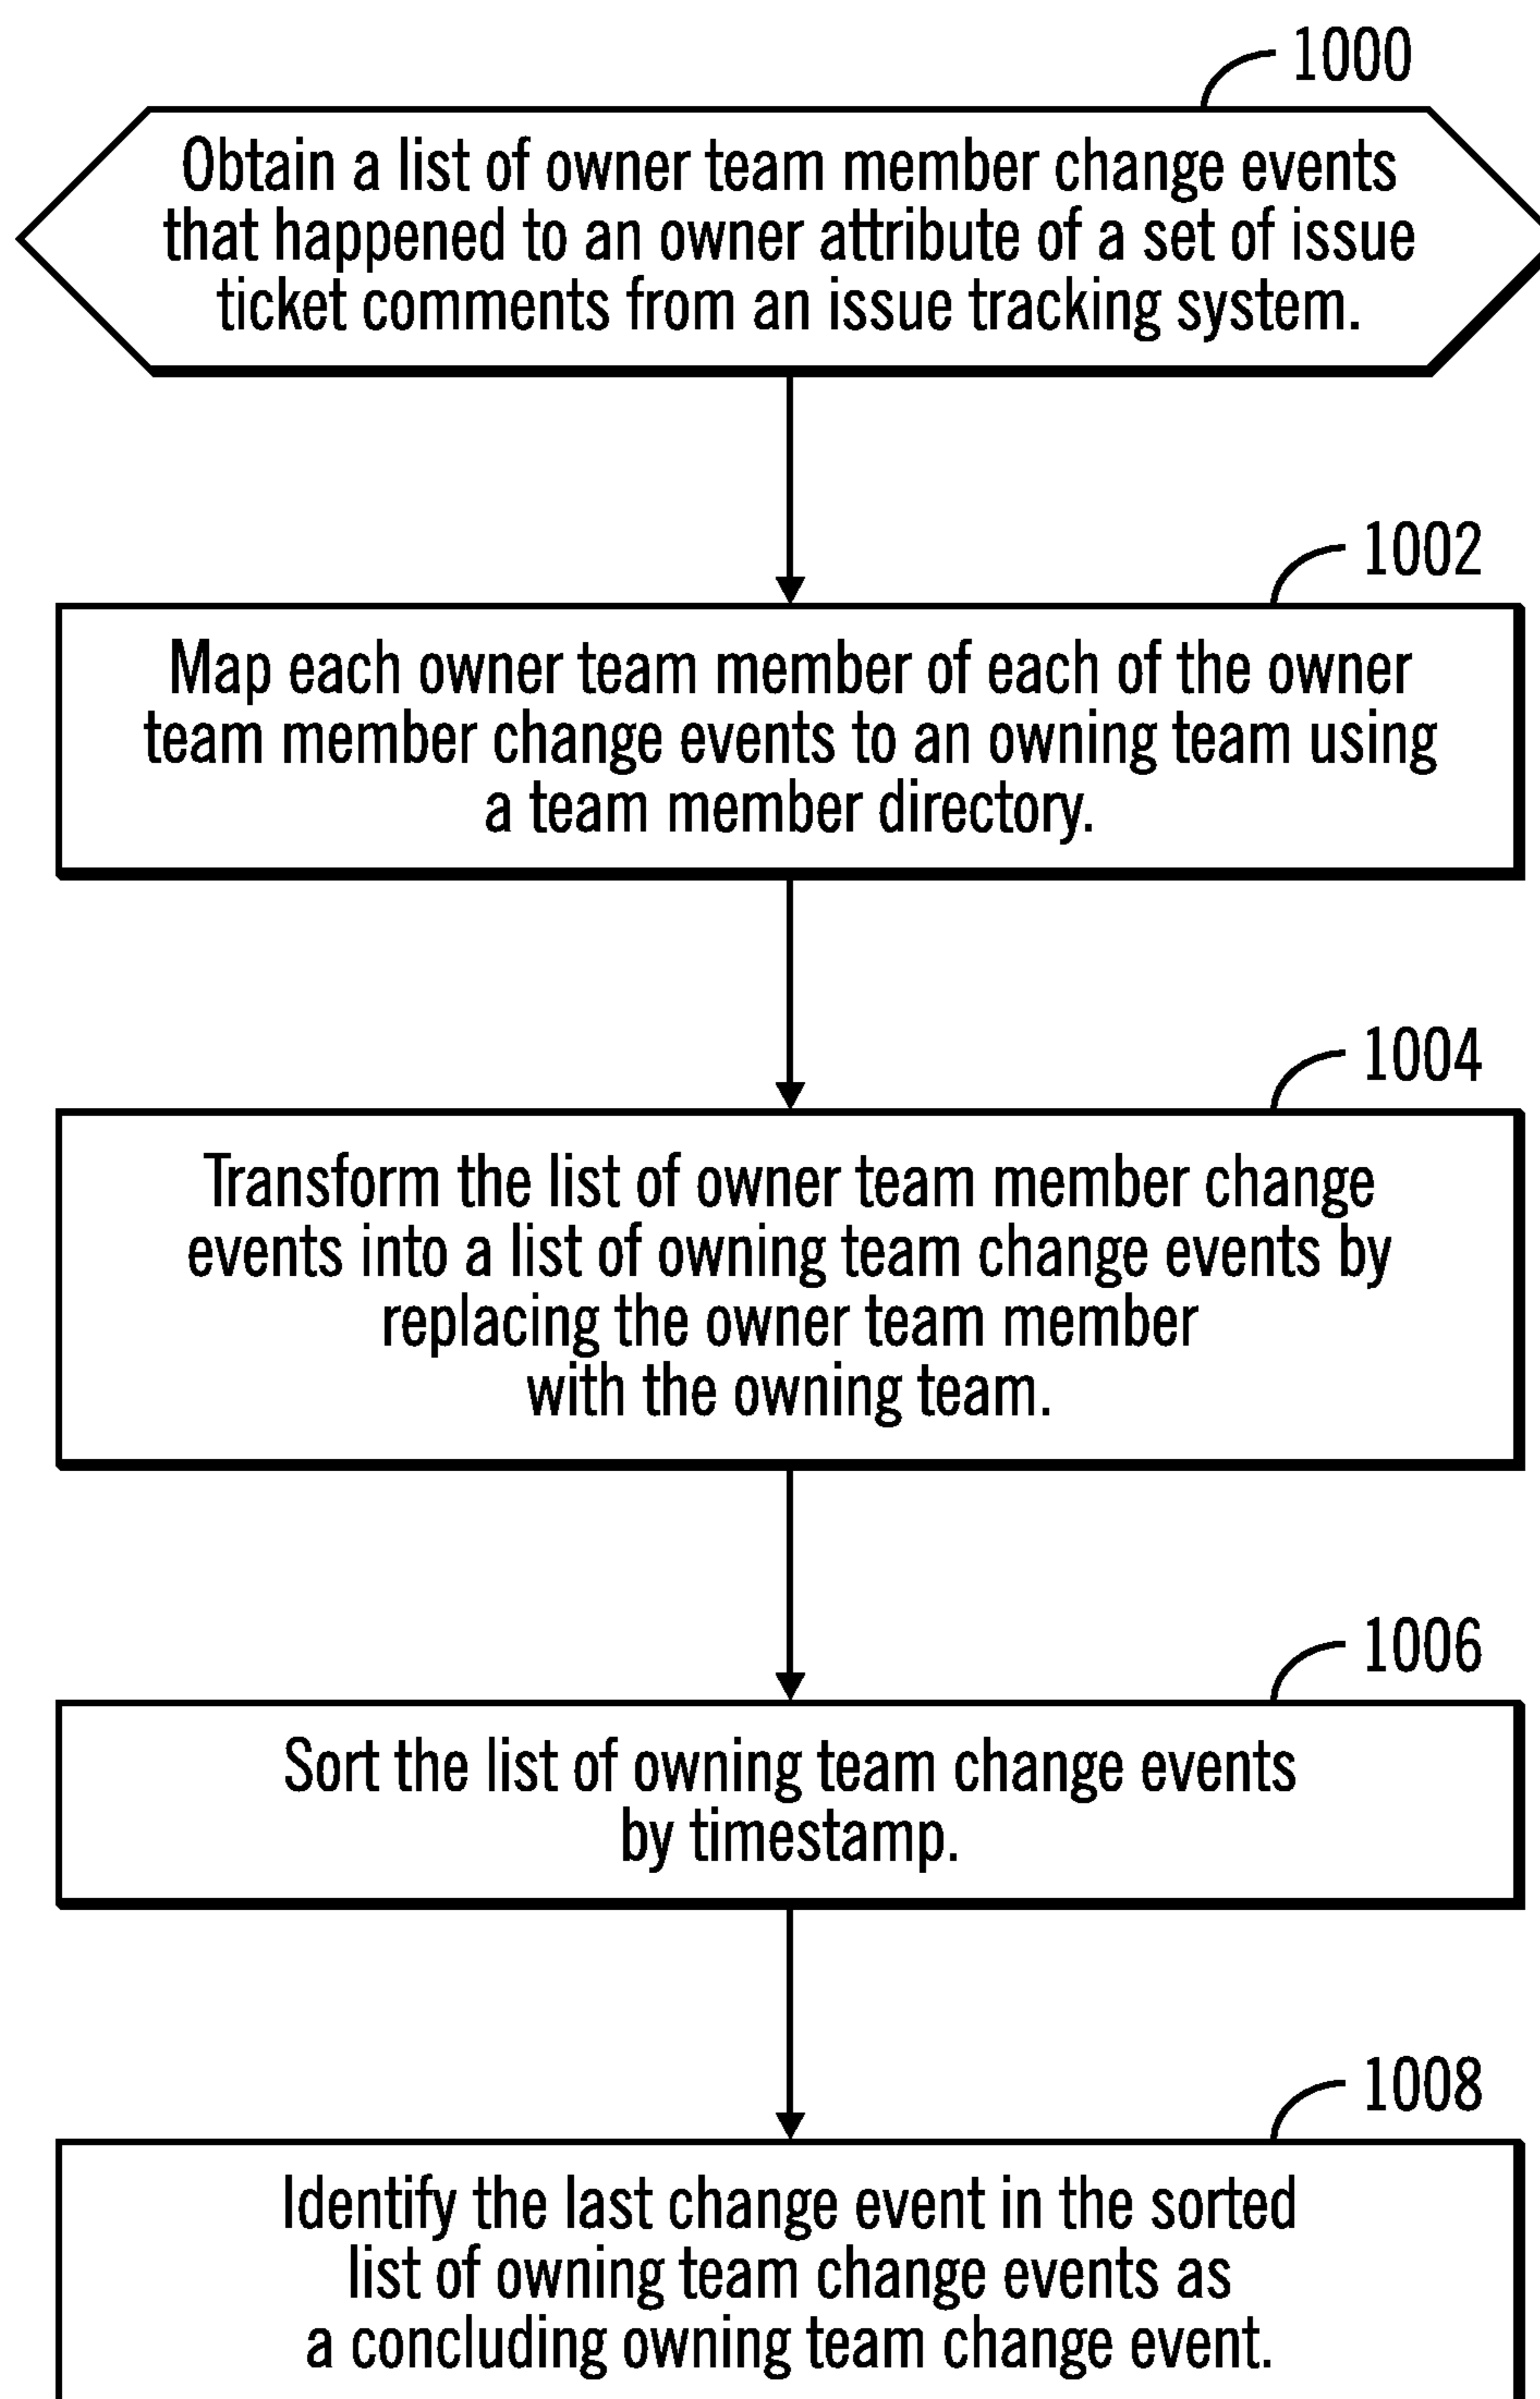 1000
Obtain a list of owner team member change events
that happened to an owner attribute of a set of issue
ticket comments from an issue tracking system.
1002
Map each owner team member of each of the owner
team member change events to an owning team using
a team member directory.
1004
Transform the list of owner team member change
events into a list of owning team change events by
replacing the owner team member
with the owning team.
1006
Sort the list of owning team change events
by timestamp.
1008
Identify the last change event in the sorted
list of owning team change events as
a concluding owning team change event.